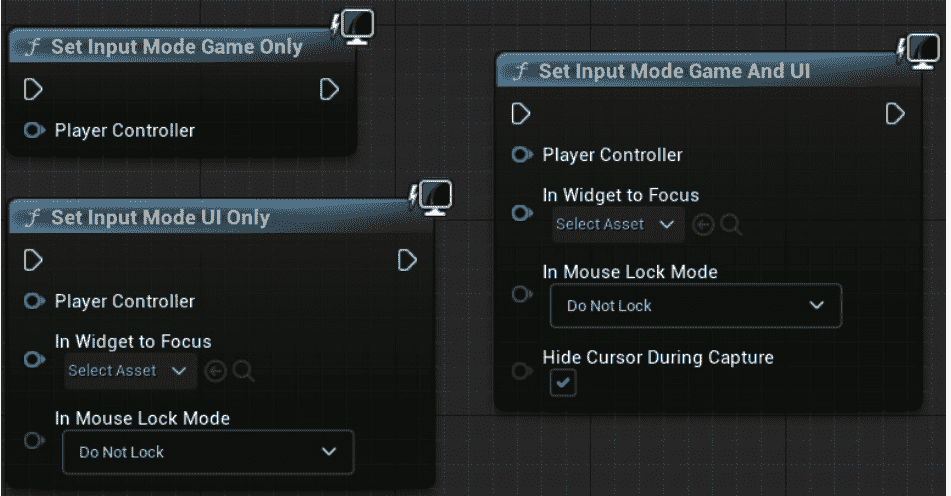 f Set Input Mode Game Only
Player Controller
f Set Input Mode UI Only
Player Controller
In Widget to Focus
Select Asset
In Mouse Lock Mode
Do Not Lock
f Set Input Mode Game And UI
Player Controller
In Widget to Focus
Select Asset
In Mouse Lock Mode
Do Not Lock
Hide Cursor During Capture